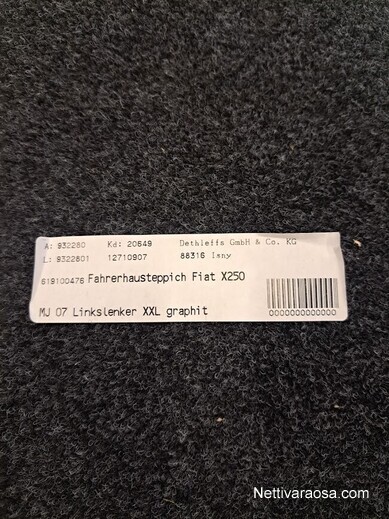 A: 932280 Kd: 20649 Dethleffs GmbH & Co. KG
L: 9322801 12710907 88316 Isny
619100476 Fahrerhausteppich Fiat X250
MJ 07 Linkslenker XXL graphit
0000000000000
Nettivaraosa.com